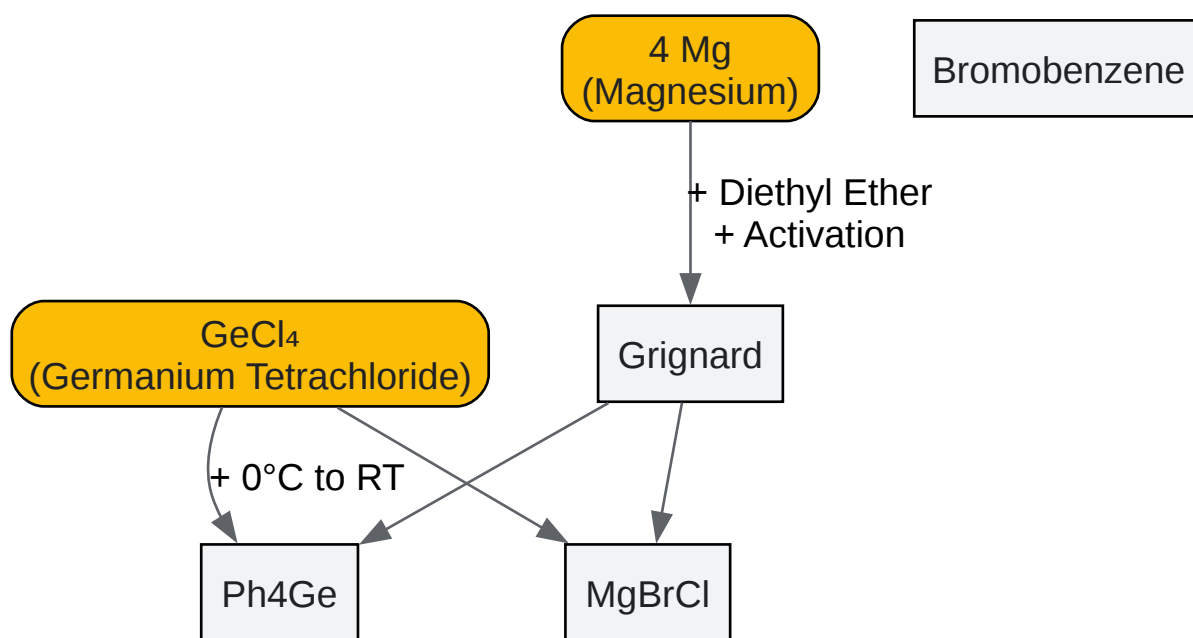 4 Mg
(Magnesium)
Bromobenzene
+ Diethyl Ether
+ Activation
GeCl₄
(Germanium Tetrachloride)
Grignard
+ 0°C to RT
Ph4Ge
MgBrCl